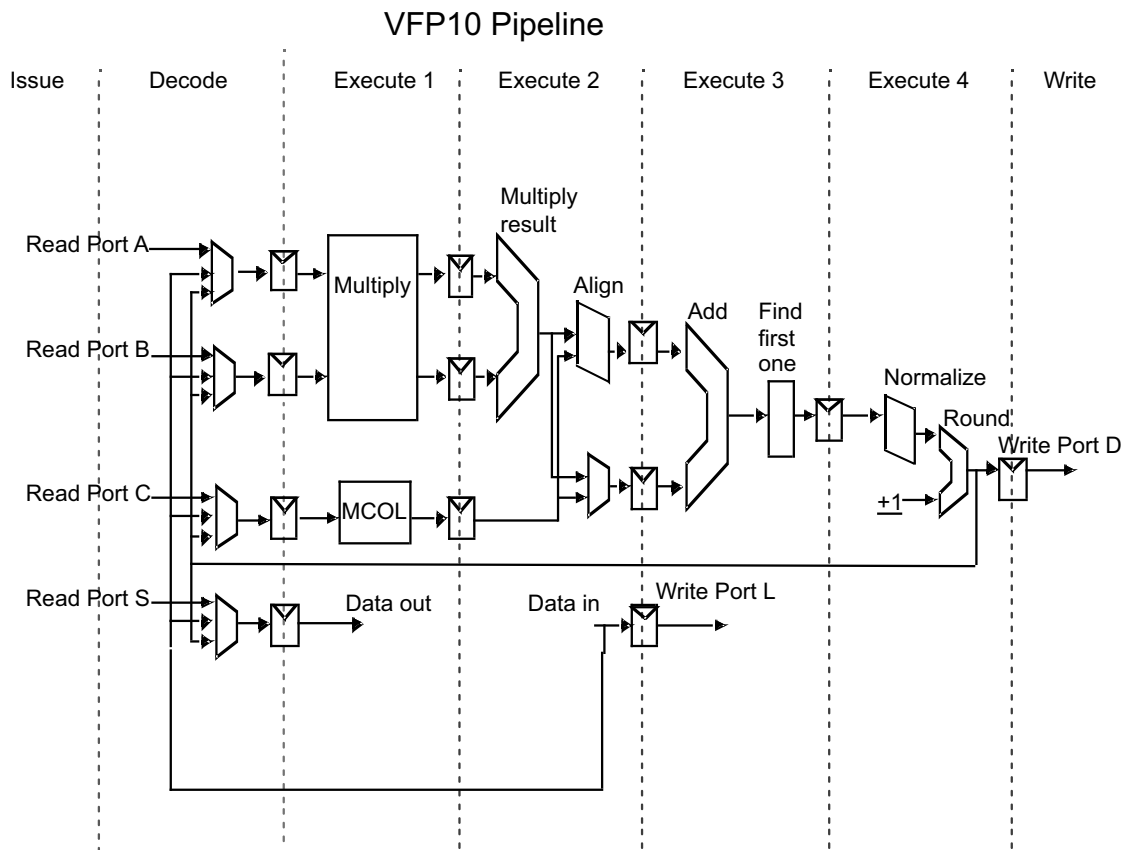 VFP10 Pipeline
Issue
Decode
Execute 1
Execute 2
Execute 3
Execute 4
Write
Multiply
result
Read Port A
Multiply
Align
Add
Find
first
one
Read Port B
Normalize
Round
Write Port D
Read Port C
MCOL
+1
Read Port S
Data out
Data in
Write Port L